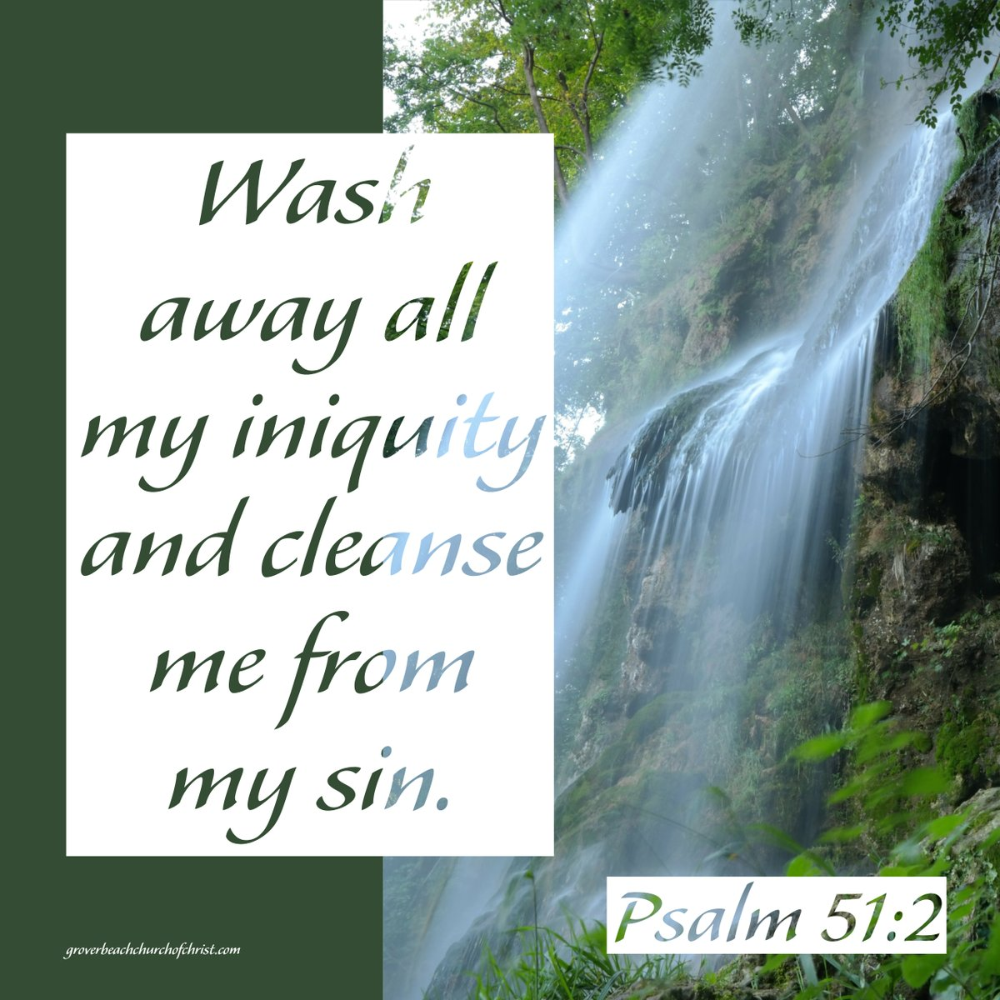 Wash
away all
my iniquity
and cleanse
me from
my sin.
Psalm 51:2
groverbeachchurchofchrist.com